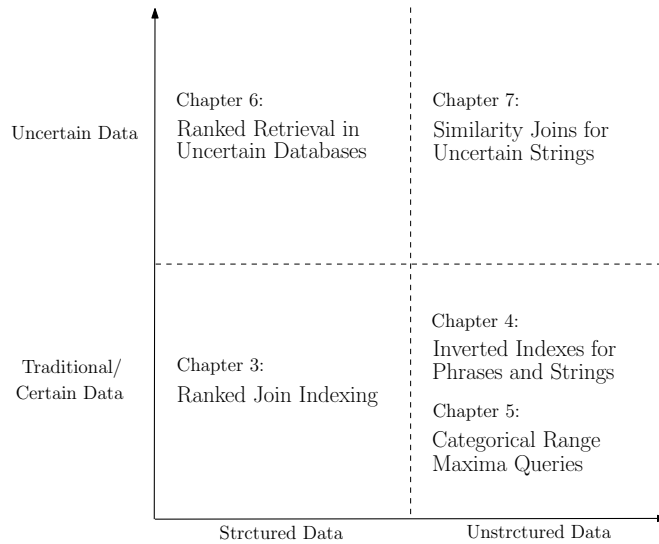 Uncertain Data
Chapter 6:
Ranked Retrieval in
Uncertain Databases
Chapter 7:
Similarity Joins for
Uncertain Strings
Traditional/
Certain Data
Chapter 3:
Ranked Join Indexing
Chapter 4:
Inverted Indexes for
Phrases and Strings
Chapter 5:
Categorical Range
Maxima Queries
Strctured Data
Unstrctured Data